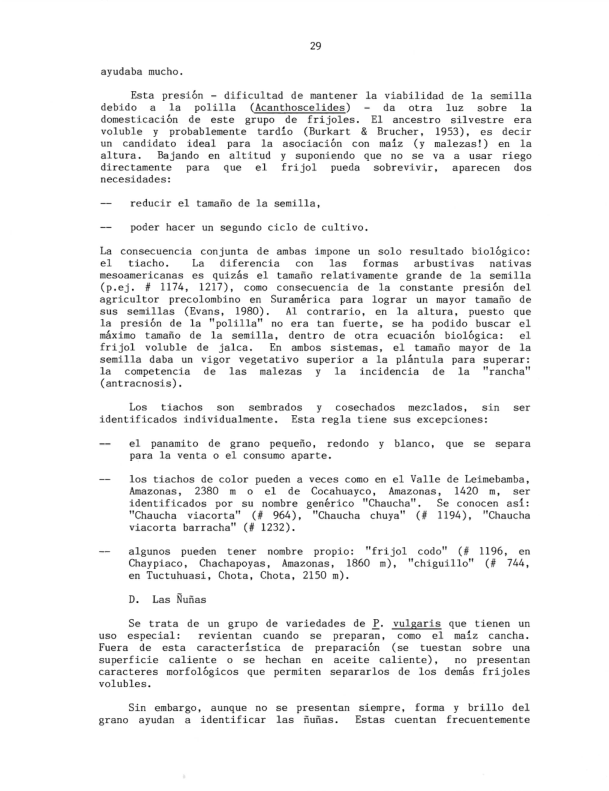 29
ayudaba mucho.
Esta presión - dificultad de mantener la viabilidad de la semilla
debido a la polilla (Acanthoscelides) - da otra luz sobre la
domesticación de este grupo de frijoles. El ancestro silvestre era
voluble y probablemente tardío (Burkart & Brucher, 1953), es decir
un candidato ideal para la asociación con maíz (y malezas!) en la
altura. Bajando en altitud y suponiendo que no se va a usar riego
directamente para que el frijol pueda sobrevivir, aparecen dos
necesidades:
-- reducir el tamaño de la semilla,
-- poder hacer un segundo ciclo de cultivo.
La consecuencia conjunta de ambas impone un solo resultado biológico:
el tiacho. La diferencia con las formas arbustivas nativas
mesoamericanas es quizás el tamaño relativamente grande de la semilla
(p.ej. # 1174, 1217), como consecuencia de la constante presión del
agricultor precolombino en Suramérica para lograr un mayor tamaño de
sus semillas (Evans, 1980). Al contrario, en la altura, puesto que
la presión de la "polilla" no era tan fuerte, se ha podido buscar el
máximo tamaño de la semilla, dentro de otra ecuación biológica: el
frijol voluble de jalca. En ambos sistemas, el tamaño mayor de la
semilla daba un vigor vegetativo superior a la plántula para superar:
la competencia de las malezas y la incidencia de la "rancha"
(antracnosis).
Los tiachos son sembrados y cosechados mezclados, sin ser
identificados individualmente. Esta regla tiene sus excepciones:
-- el panamito de grano pequeño, redondo y blanco, que se separa
para la venta o el consumo aparte.
-- los tiachos de color pueden a veces como en el Valle de Leimebamba,
Amazonas, 2380 m o el de Cocahuayco, Amazonas, 1420 m, ser
identificados por su nombre genérico "Chaucha". Se conocen así:
"Chaucha viacorta" (# 964), "Chaucha chuya" (# 1194), "Chaucha
viacorta barracha" (# 1232).
-- algunos pueden tener nombre propio: "frijol codo" (# 1196, en
Chaypiaco, Chachapoyas, Amazonas, 1860 m), "chiguillo" (# 744,
en Tuctuhuasi, Chota, Chota, 2150 m).
D. Las Ñuñas
Se trata de un grupo de variedades de P. vulgaris que tienen un
uso especial: revientan cuando se preparan, como el maíz cancha.
Fuera de esta característica de preparación (se tuestan sobre una
superficie caliente o se hechan en aceite caliente), no presentan
caracteres morfológicos que permiten separarlos de los demás frijoles
volubles.
Sin embargo, aunque no se presentan siempre, forma y brillo del
grano ayudan a identificar las ñuñas. Estas cuentan frecuentemente